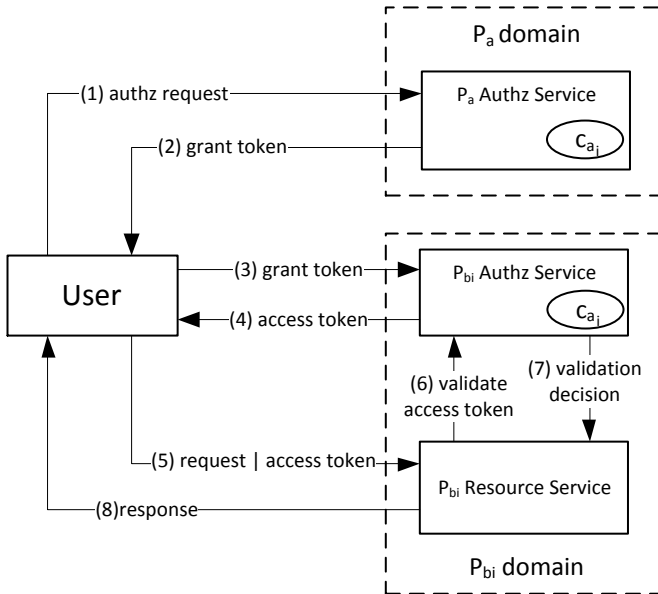 Pa domain
(1) authz request
Pa Authz Service
cai
(2) grant token
User
(3) grant token
Pbi Authz Service
cai
(4) access token
(6) validate
access token
(7) validation
decision
(5) request | access token
Pbi Resource Service
(8)response
Pbi domain